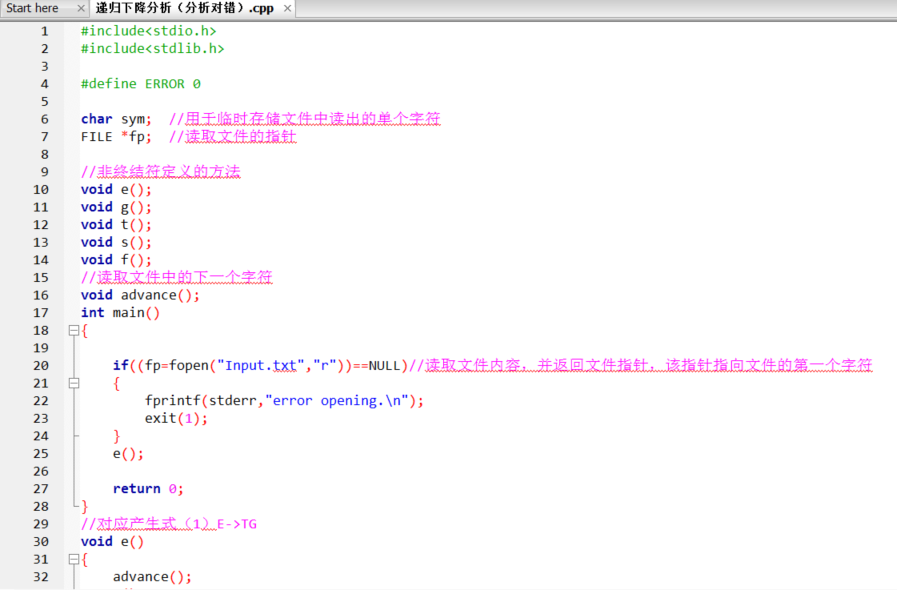 Start here × 递归下降分析（分析对错）.cpp ×
1 #include<stdio.h>
2 #include<stdlib.h>
3
4 #define ERROR 0
5
6 char sym; //用于临时存储文件中读出的单个字符
7 FILE *fp; //读取文件的指针
8
9 //非终结符定义的方法
10 void e();
11 void g();
12 void t();
13 void s();
14 void f();
15 //读取文件中的下一个字符
16 void advance();
17 int main()
18 {
19
20 if((fp=fopen("Input.txt","r"))==NULL)//读取文件内容，并返回文件指针，该指针指向文件的第一个字符
21 {
22 fprintf(stderr,"error opening.\n");
23 exit(1);
24 }
25 e();
26
27 return 0;
28 }
29 //对应产生式（1）E->TG
30 void e()
31 {
32 advance();